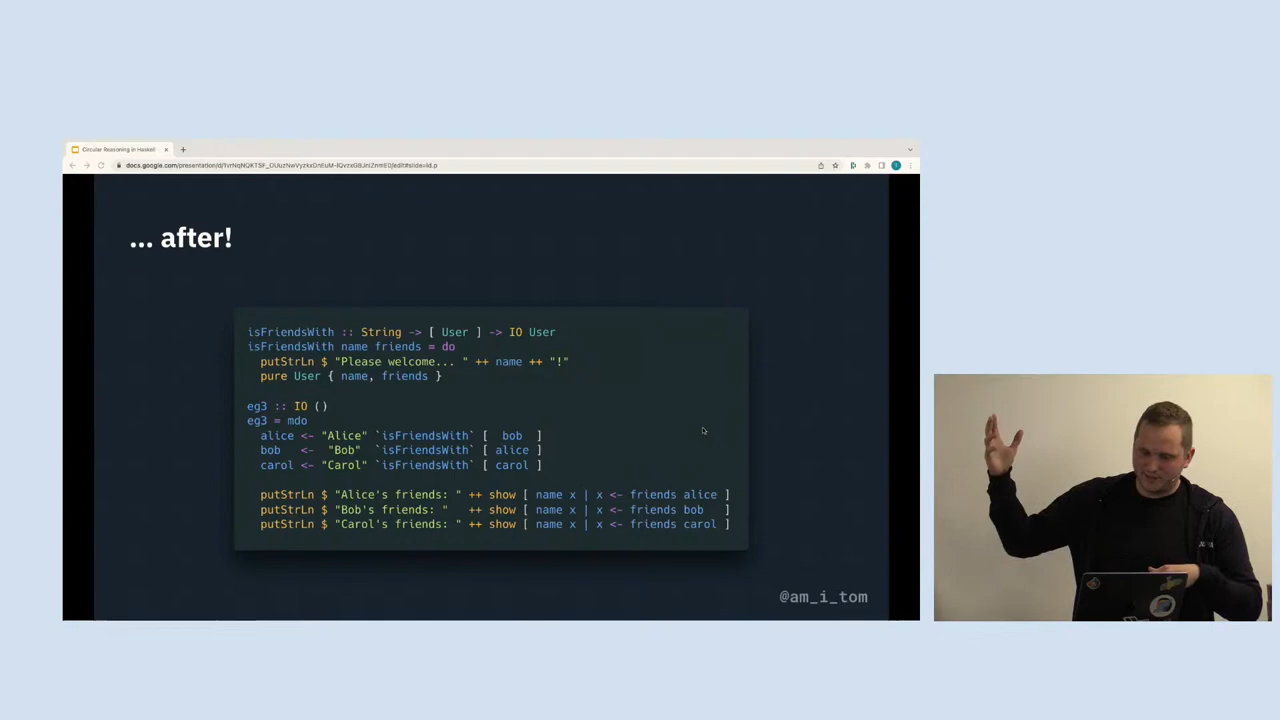 Circular Reasoning in Haskell
... after!
isFriendsWith :: String -> [ User ] -> IO User
isFriendsWith name friends = do
  putStrLn $ "Please welcome... " ++ name ++ "!"
  pure User { name, friends }
eg3 :: IO ()
eg3 = mdo
  alice <- "Alice" `isFriendsWith` [  bob  ]
  bob   <-  "Bob"  `isFriendsWith` [ alice ]
  carol <- "Carol" `isFriendsWith` [ carol ]
  putStrLn $ "Alice's friends: " ++ show [ name x | x <- friends alice ]
  putStrLn $ "Bob's friends: "   ++ show [ name x | x <- friends bob   ]
  putStrLn $ "Carol's friends: " ++ show [ name x | x <- friends carol ]
@am_i_tom